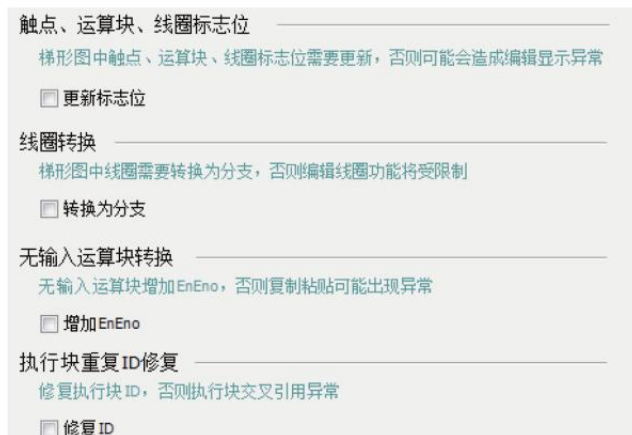 触点、运算块、线圈标志位
梯形图中触点、运算块、线圈标志位需要更新，否则可能会造成编辑显示异常
更新标志位
线圈转换
梯形图中线圈需要转换为分支，否则编辑线圈功能将受限制
转换为分支
无输入运算块转换
无输入运算块增加EnEno，否则复制粘贴可能出现异常
增加EnEno
执行块重复ID修复
修复执行块ID，否则执行块交叉引用异常
修复ID